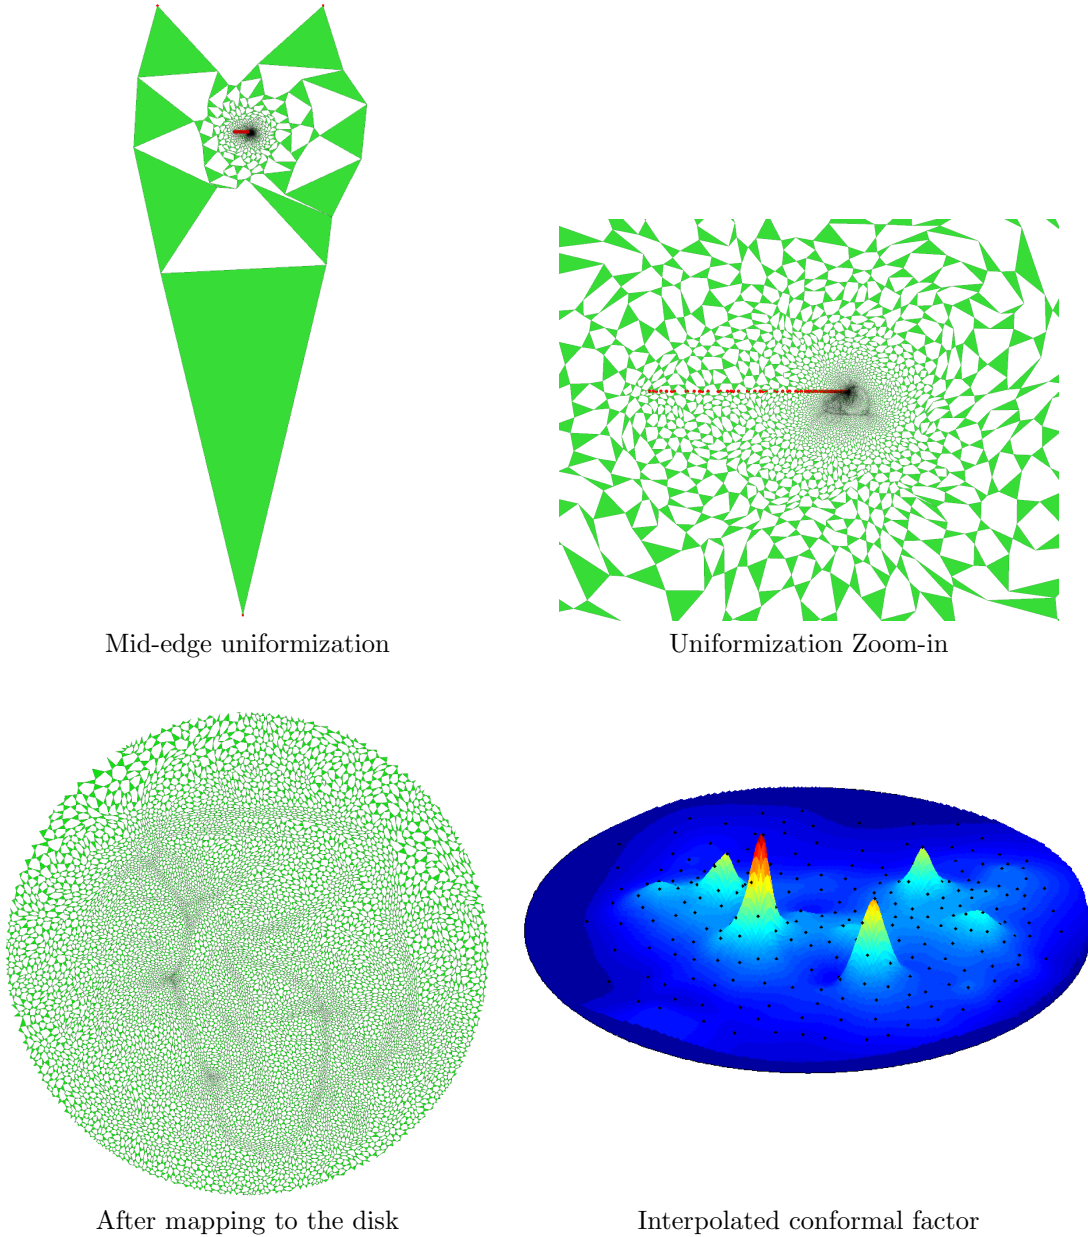 Mid-edge uniformization
Uniformization Zoom-in
After mapping to the disk
Interpolated conformal factor